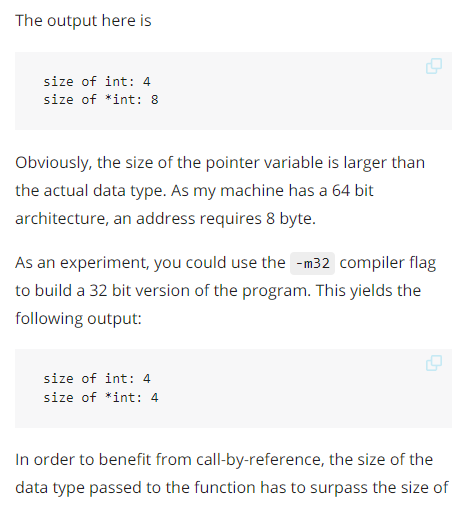 The output here is
size of int: 4
size of *int: 8
Obviously, the size of the pointer variable is larger than
the actual data type. As my machine has a 64 bit
architecture, an address requires 8 byte.
As an experiment, you could use the -m32 compiler flag
to build a 32 bit version of the program. This yields the
following output:
size of int: 4
size of *int: 4
In order to benefit from call-by-reference, the size of the
data type passed to the function has to surpass the size of